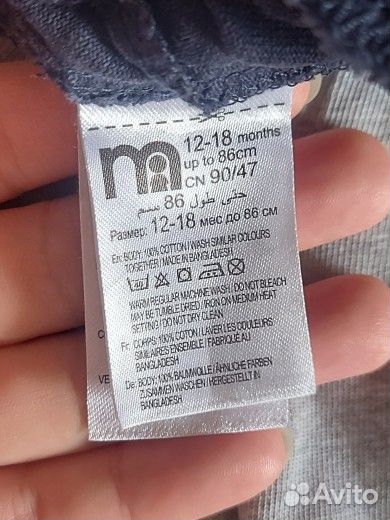 12-18 months
up to 86cm
CN 90/47
حتى طول 86 سم
Размер: 12-18 мес до 86 см
En: BODY: 100% COTTON / WASH SIMILAR COLOURS
TOGETHER / MADE IN BANGLADESH
WARM REGULAR MACHINE WASH / DO NOT BLEACH
MAY BE TUMBLE DRIED / IRON ON MEDIUM HEAT
SETTING / DO NOT DRY CLEAN
Fr: CORPS: 100% COTON / LAVER LES COULEURS
SIMILAIRES ENSEMBLE / FABRIQUÉ AU
BANGLADESH
De: BODY: 100% BAUMWOLLE / ÄHNLICHE FARBEN
ZUSAMMEN WASCHEN / HERGESTELLT IN
BANGLADESH
Avito